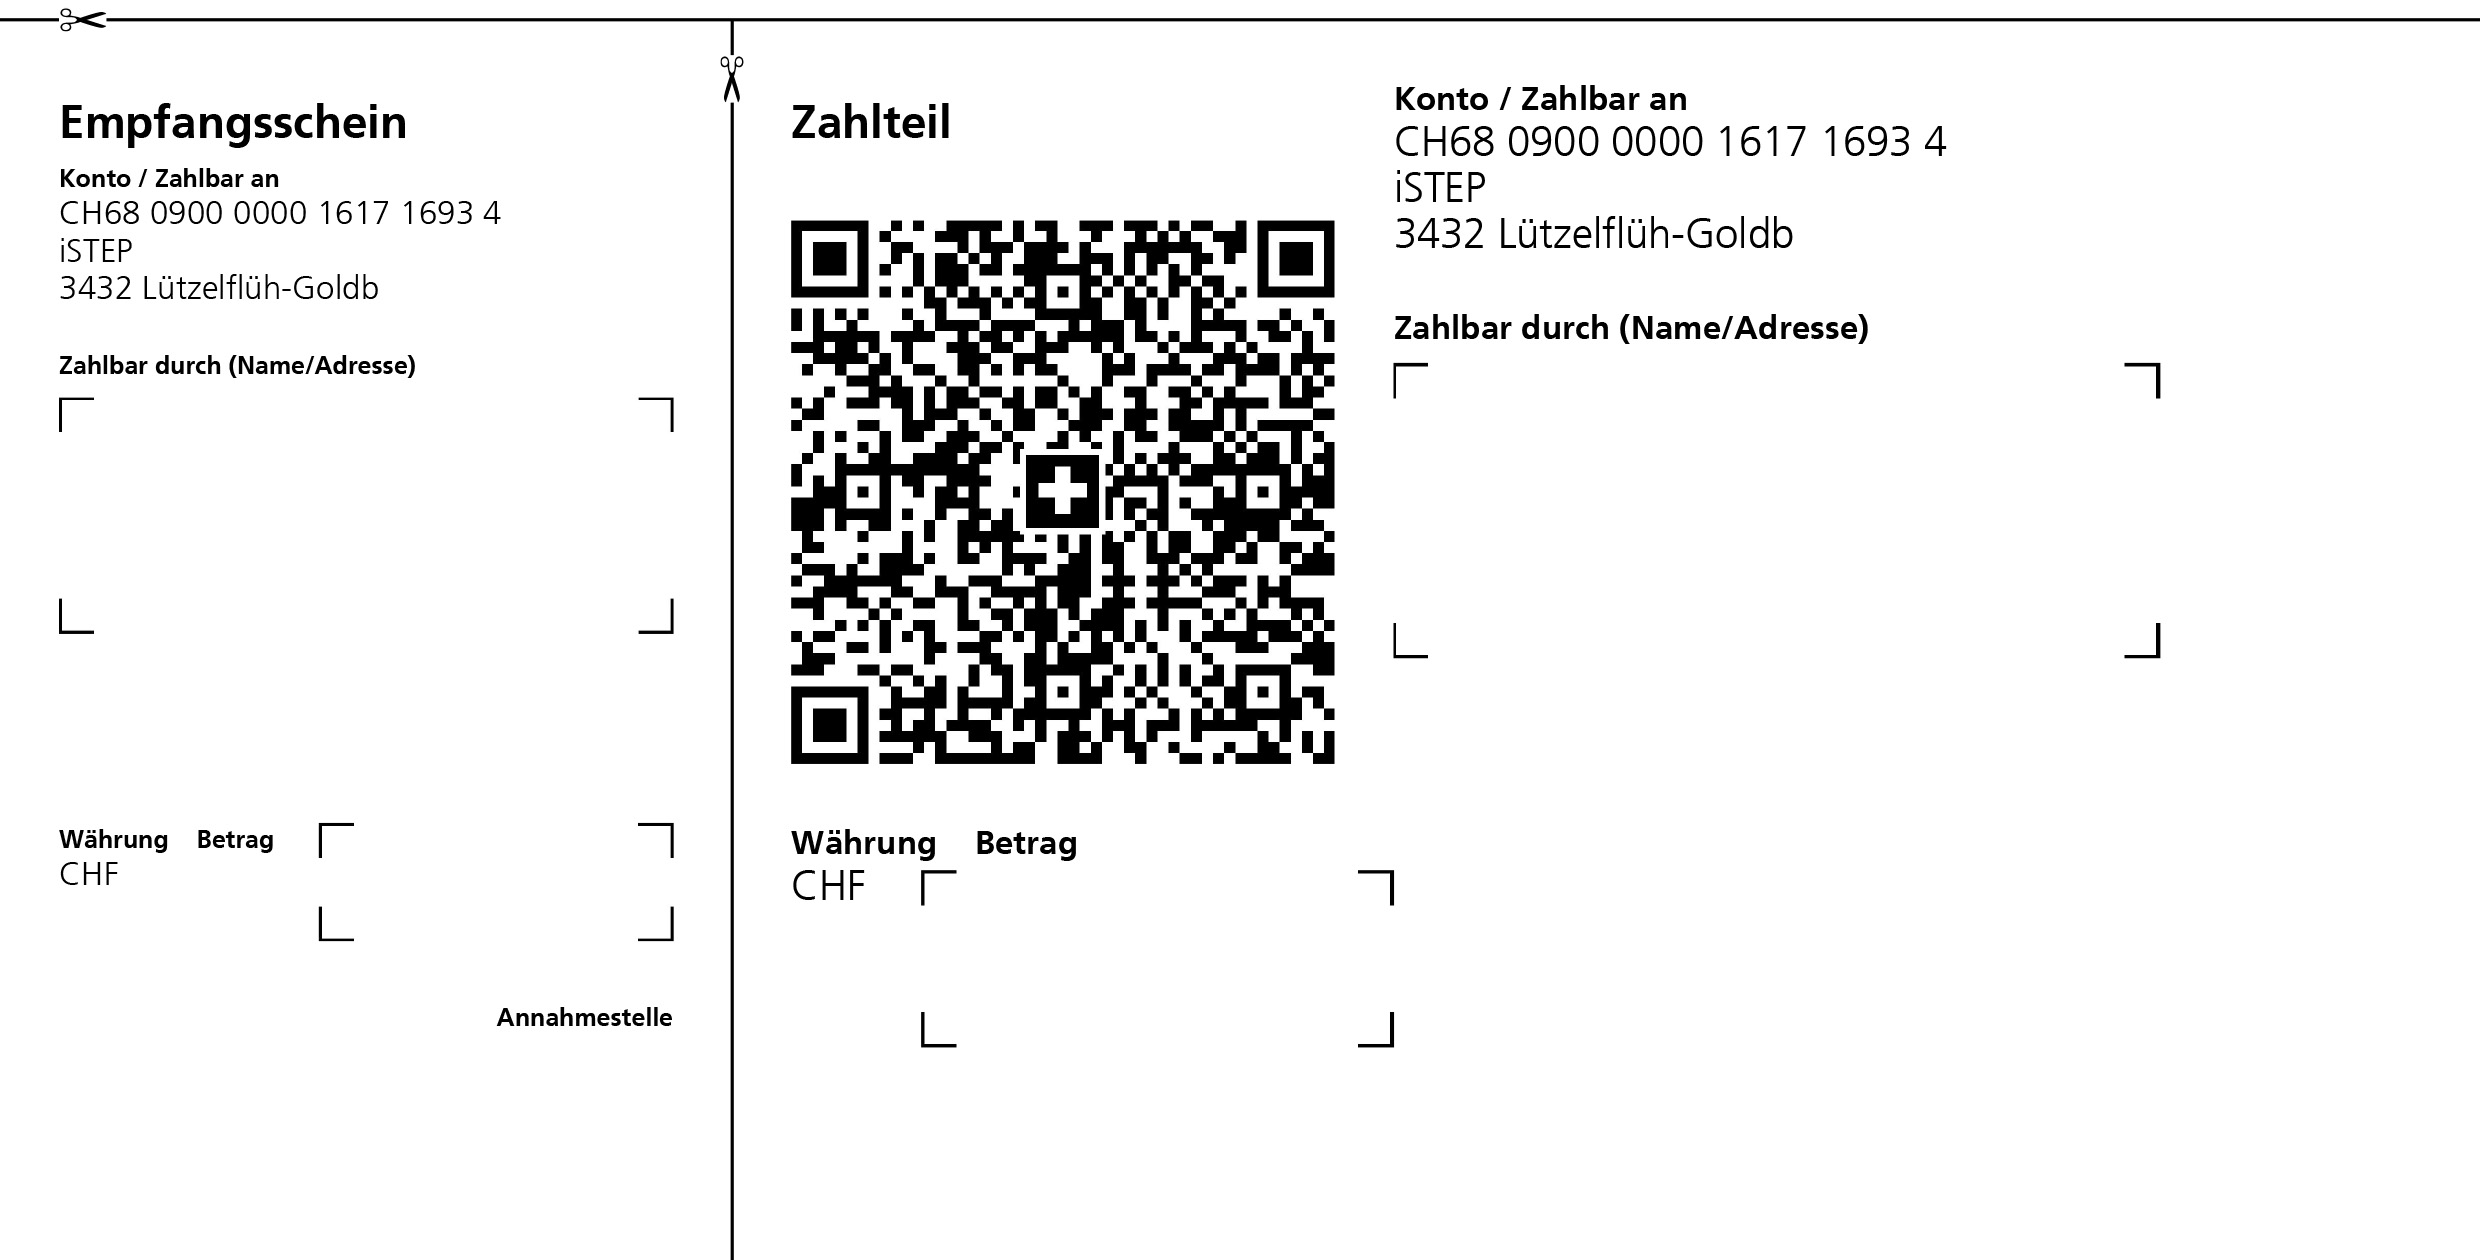 Empfangsschein
Konto / Zahlbar an
CH68 0900 0000 1617 1693 4
iSTEP
3432 Lützelflüh-Goldb
Zahlbar durch (Name/Adresse)
Währung Betrag
CHF
Annahmestelle
Zahlteil
Währung Betrag
CHF
Konto / Zahlbar an
CH68 0900 0000 1617 1693 4
iSTEP
3432 Lützelflüh-Goldb
Zahlbar durch (Name/Adresse)